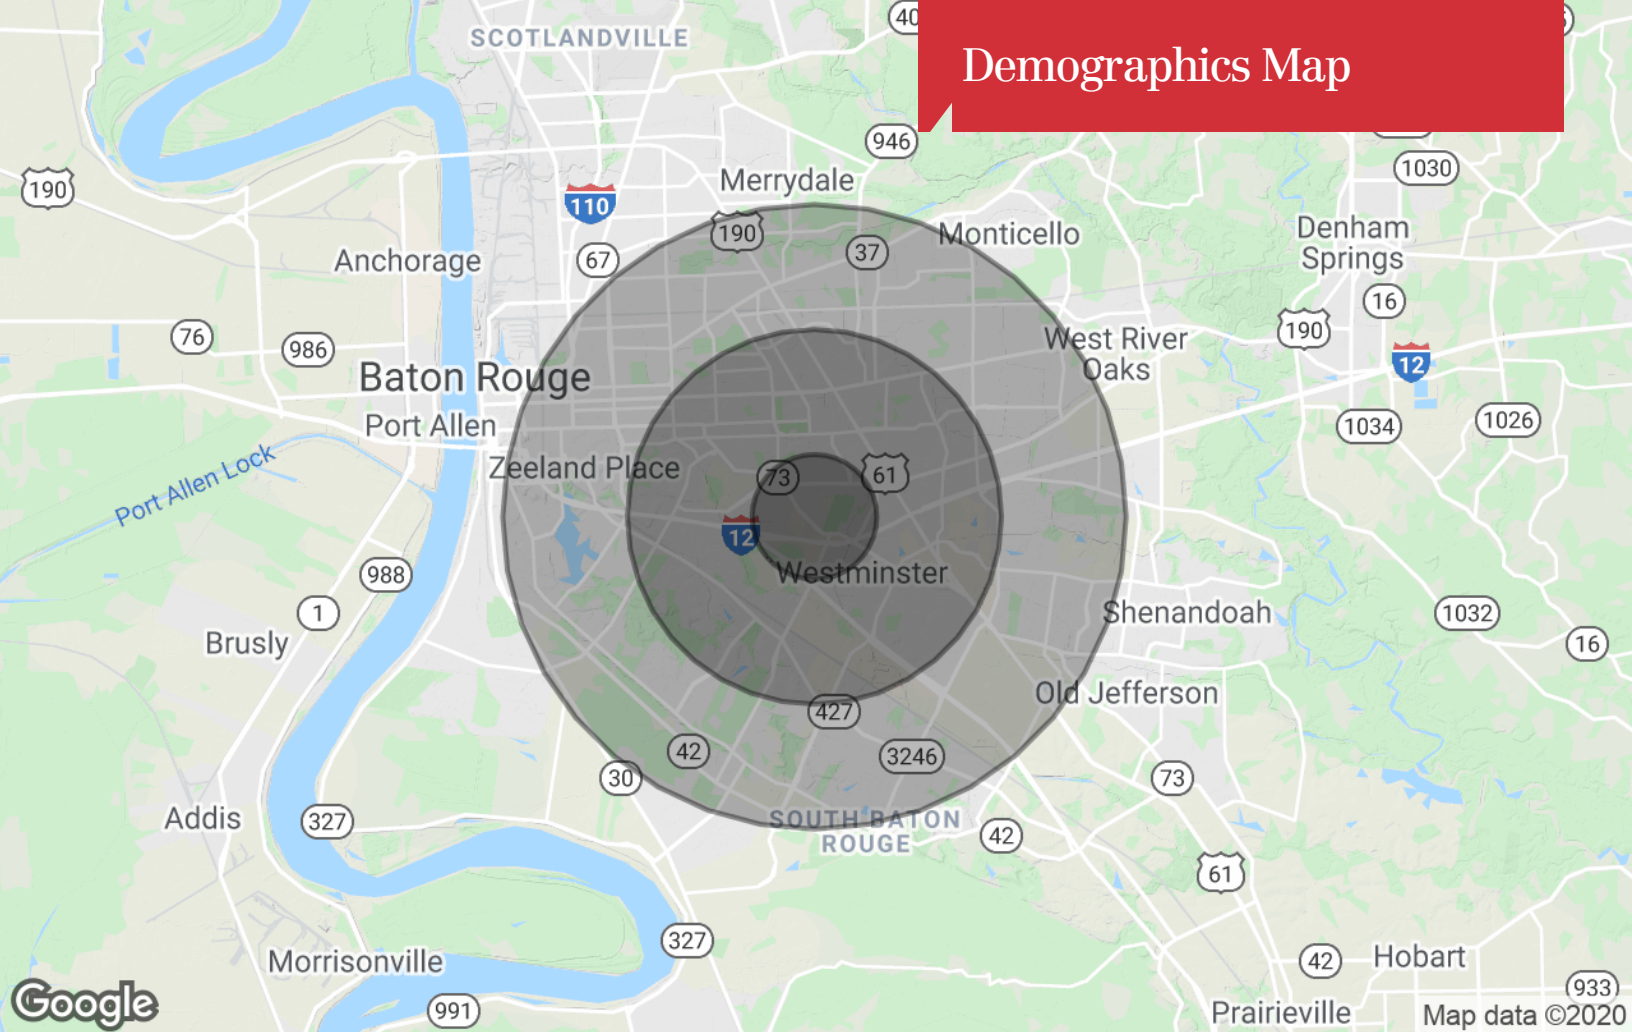 Demographics Map
SCOTLANDVILLE
40
946
1030
190
Merrydale
110
190
Monticello
Denham
Springs
37
67
Anchorage
16
190
76
986
West River
Oaks
12
Baton Rouge
Port Allen
1034
1026
Zeeland Place
73
61
Port Allen Lock
12
Westminster
988
1
Shenandoah
1032
Brusly
16
Old Jefferson
427
42
3246
30
73
Addis
327
SOUTH BATON
ROUGE
42
61
327
Morrisonville
42
Hobart
933
991
Prairieville
Google
Map data ©2020